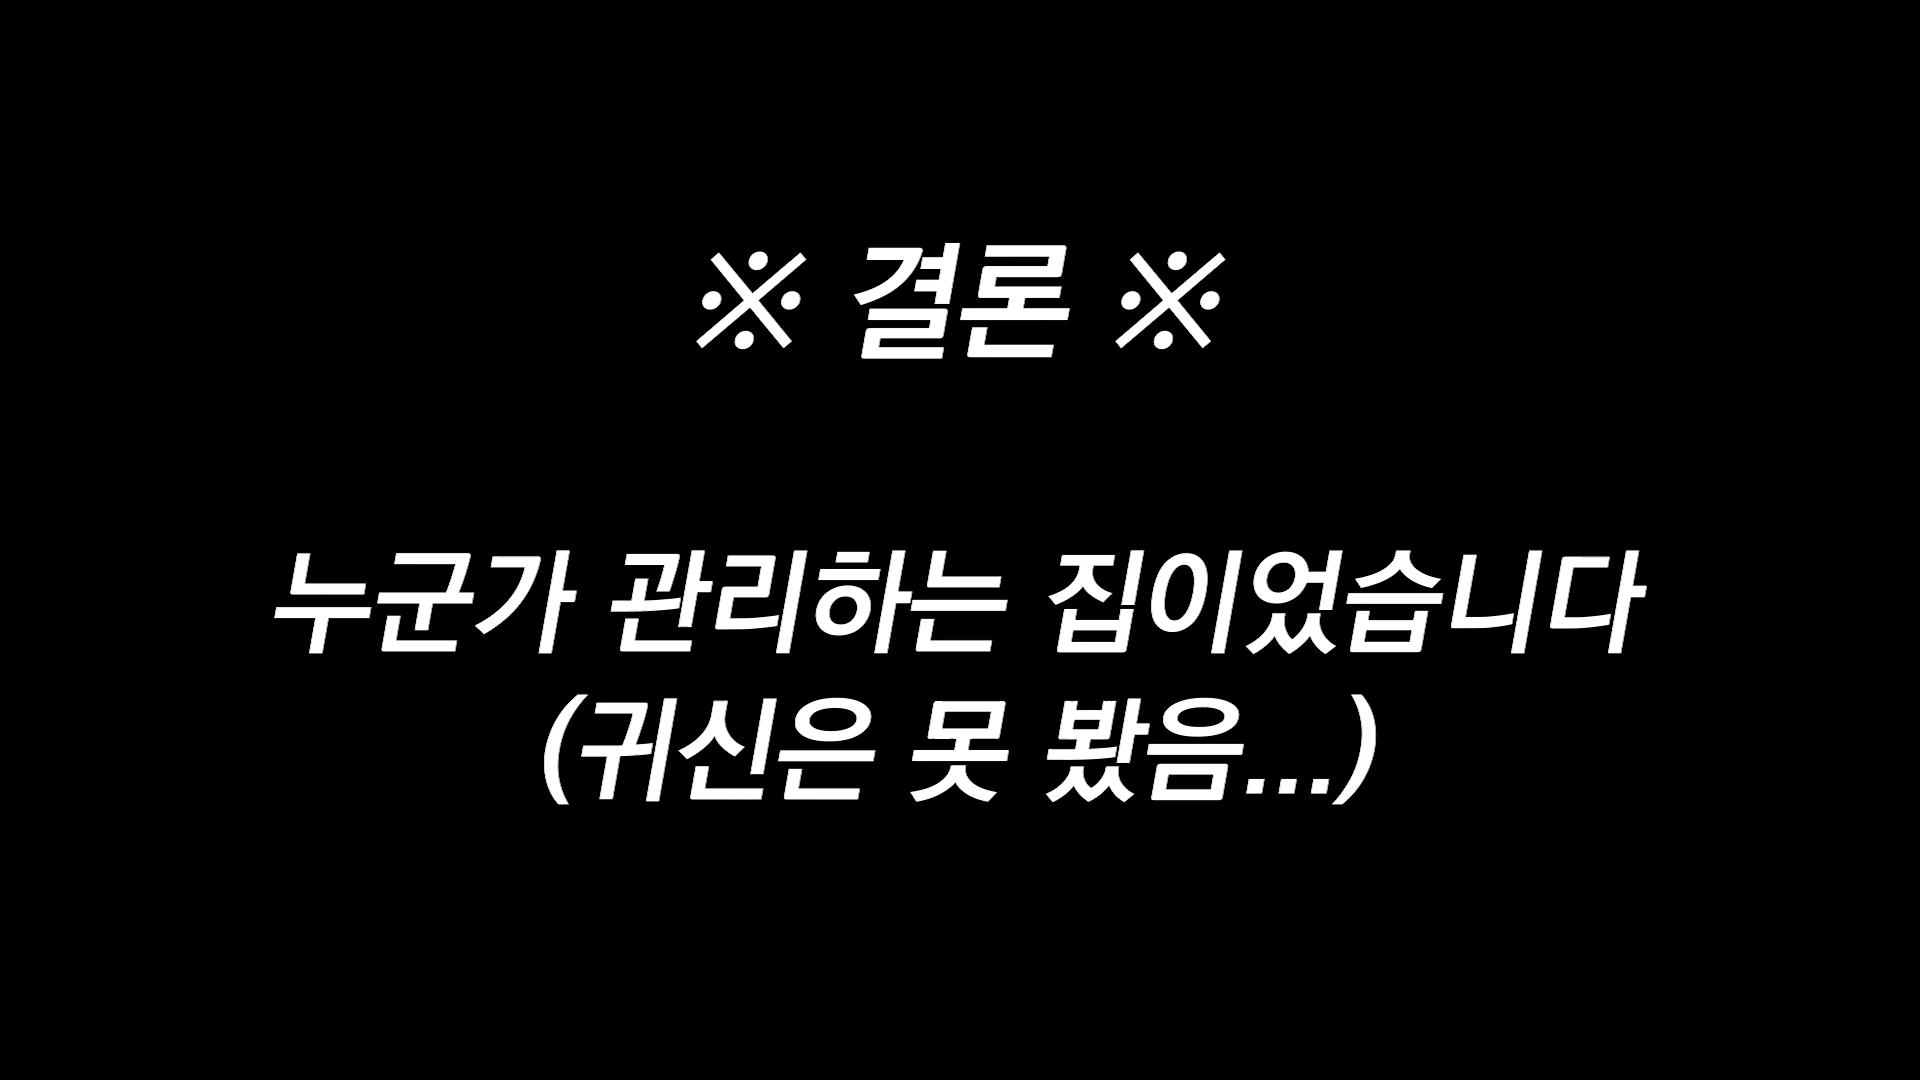 ※ 결론 ※
누군가 관리하는 집이었습니다
(귀신은 못 봤음...)